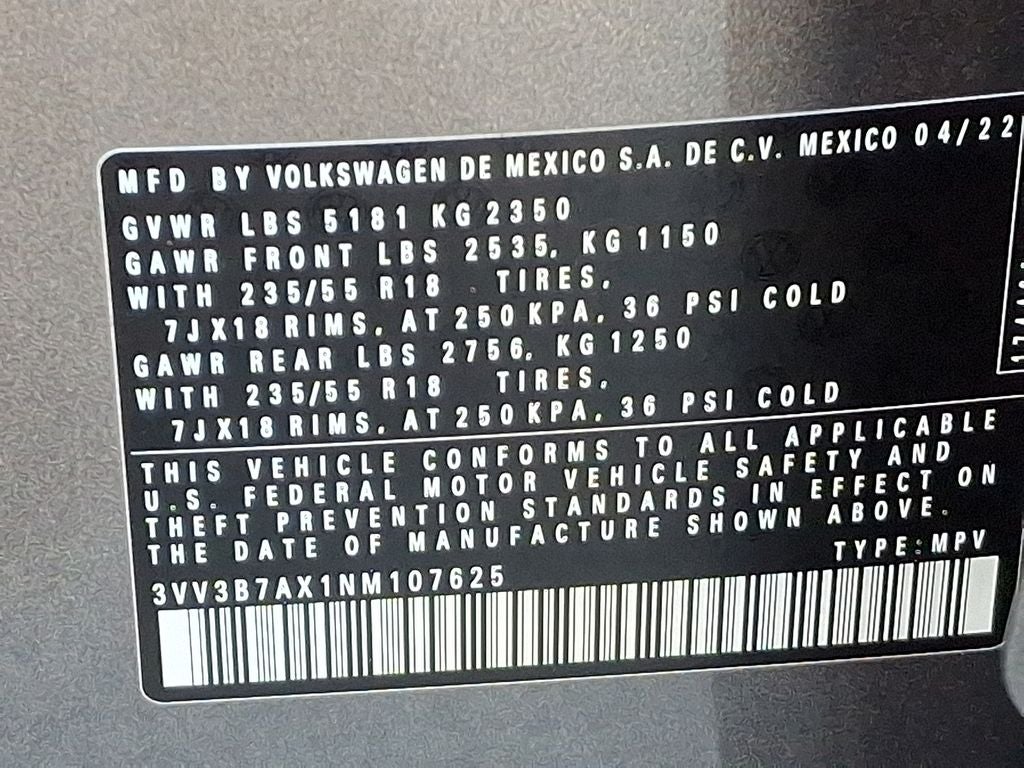 MFD BY VOLKSWAGEN DE MEXICO S.A. DE C.V. MEXICO 04/22
GVWR LBS 5181 KG 2350
GAWR FRONT LBS 2535, KG 1150
WITH 235/55 R18 TIRES,
7JX18 RIMS, AT 250 KPA, 36 PSI COLD
GAWR REAR LBS 2756, KG 1250
WITH 235/55 R18 TIRES,
7JX18 RIMS, AT 250 KPA, 36 PSI COLD
THIS VEHICLE CONFORMS TO ALL APPLICABLE
U.S. FEDERAL MOTOR VEHICLE SAFETY AND
THEFT PREVENTION STANDARDS IN EFFECT ON
THE DATE OF MANUFACTURE SHOWN ABOVE.
TYPE: MPV
3VV3B7AX1NM107625